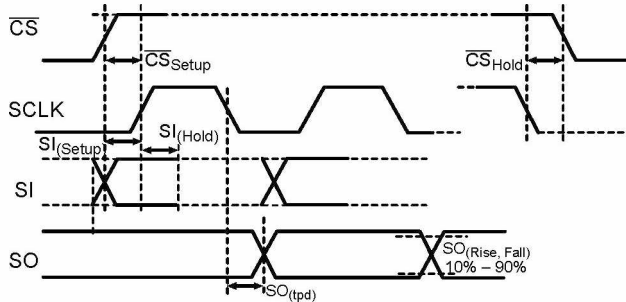 CS
CS Setup
CS Hold
SCLK
SI (Setup)
SI (Hold)
SI
SO
SO (Rise, Fall)
10% – 90%
SO (tpd)